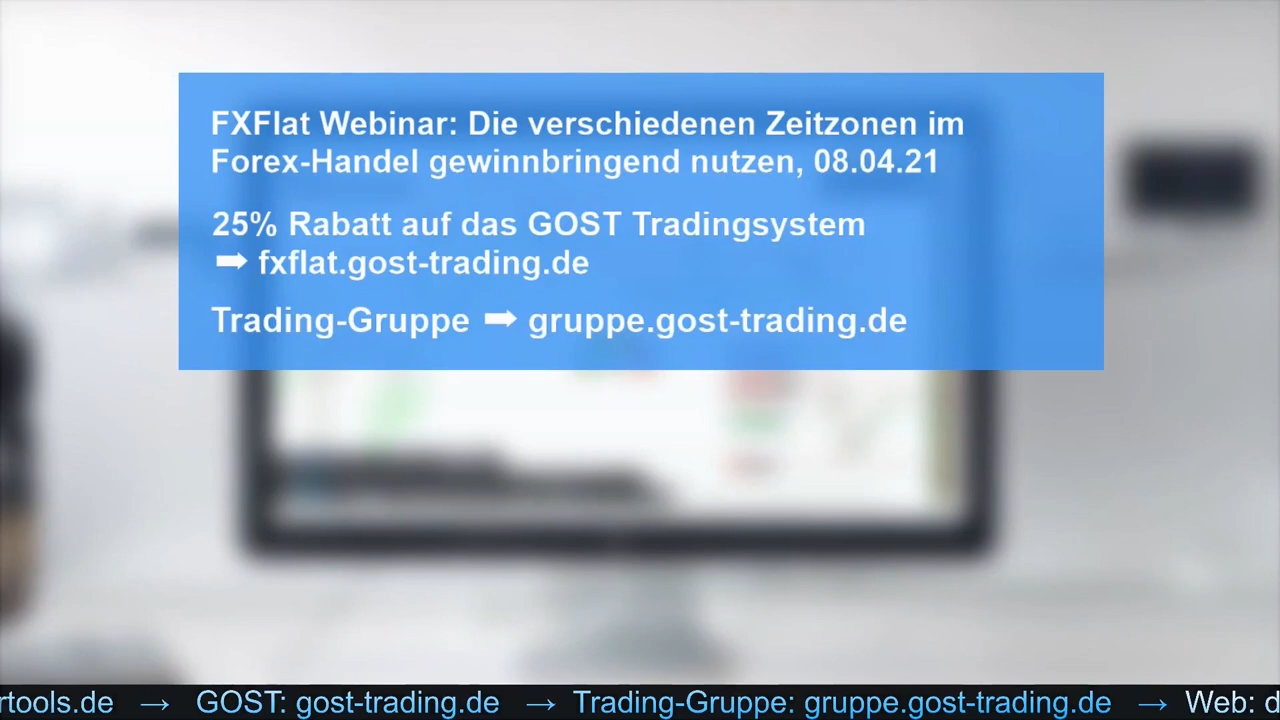 FXFlat Webinar: Die verschiedenen Zeitzonen im
Forex-Handel gewinnbringend nutzen, 08.04.21
25% Rabatt auf das GOST Tradingsystem
➡ fxflat.gost-trading.de
Trading-Gruppe ➡ gruppe.gost-trading.de
rtools.de → GOST: gost-trading.de → Trading-Gruppe: gruppe.gost-trading.de → Web: d